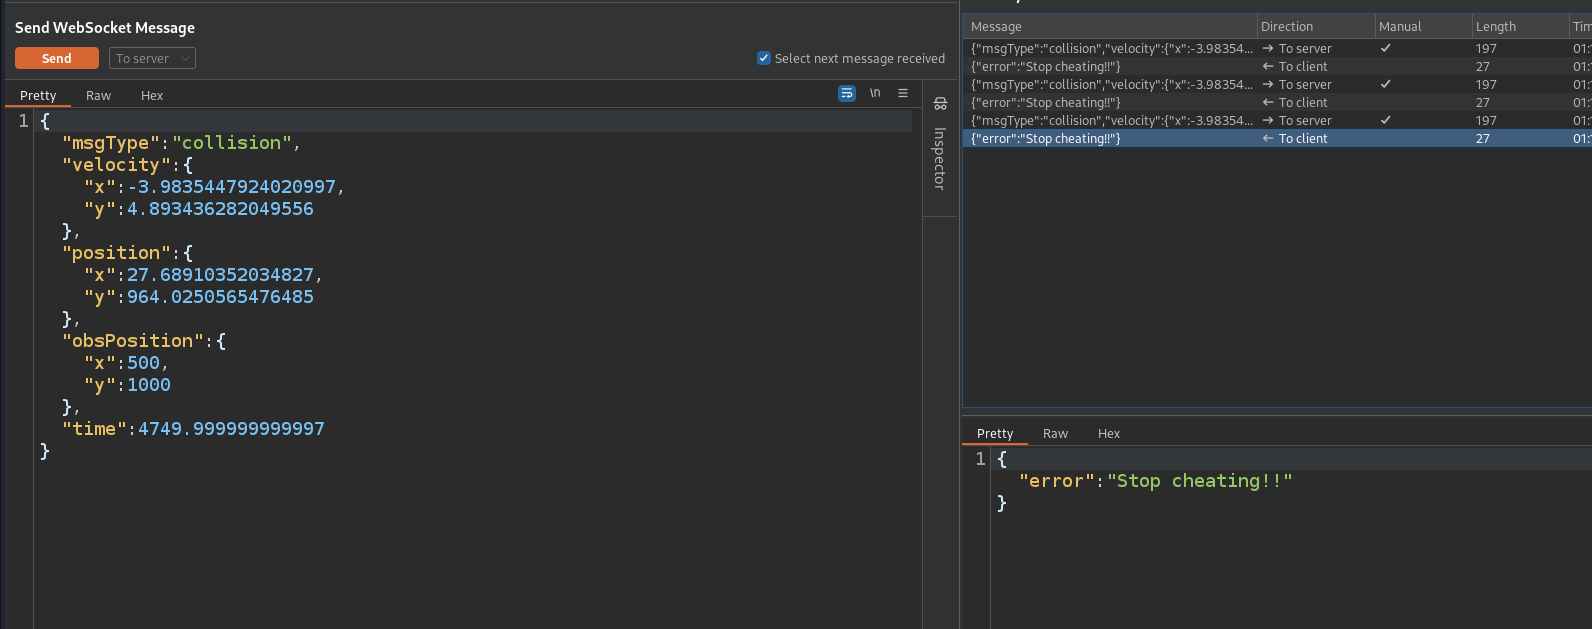 Send WebSocket Message
Send To server Select next message received
Pretty Raw Hex \n
1 {
"msgType":"collision",
"velocity":{
"x":-3.9835447924020997,
"y":4.893436282049556
},
"position":{
"x":27.68910352034827,
"y":964.0250565476485
},
"obsPosition":{
"x":500,
"y":1000
},
"time":4749.999999999997
}
Inspector
Message Direction Manual Length Tim
{"msgType":"collision","velocity":{"x":-3.98354... → To server ✓ 197 01:
{"error":"Stop cheating!!"} ← To client 27 01:
{"msgType":"collision","velocity":{"x":-3.98354... → To server ✓ 197 01:
{"error":"Stop cheating!!"} ← To client 27 01:
{"msgType":"collision","velocity":{"x":-3.98354... → To server ✓ 197 01:
{"error":"Stop cheating!!"} ← To client 27 01:
Pretty Raw Hex
1 {
"error":"Stop cheating!!"
}